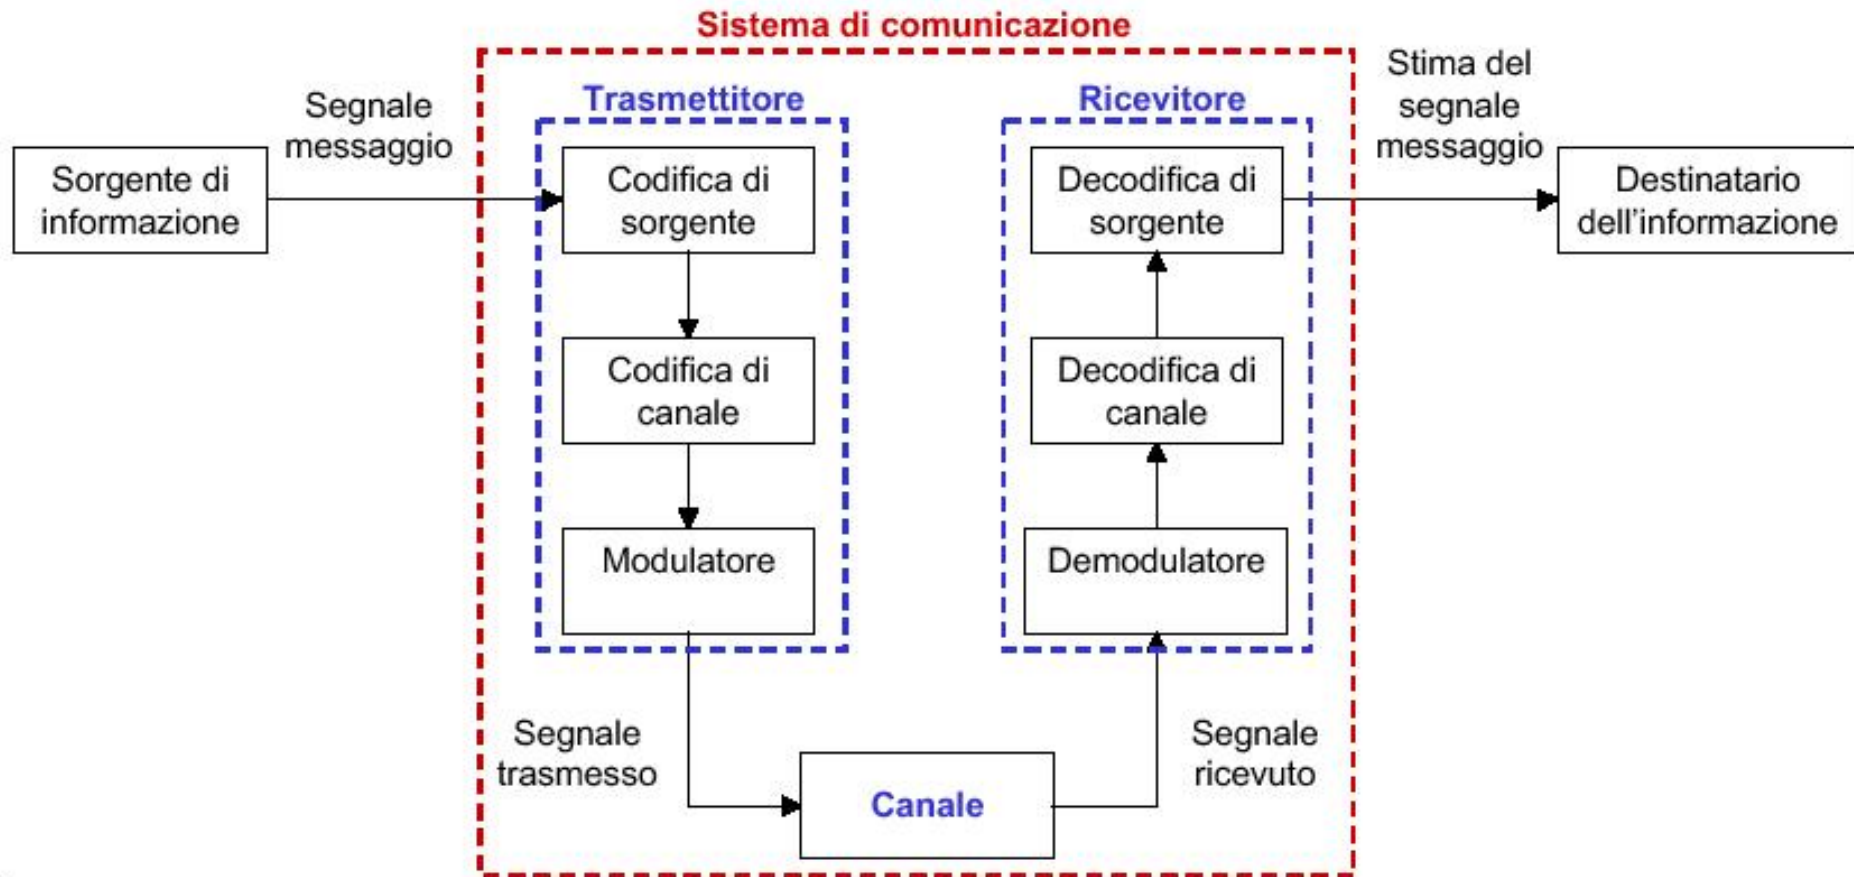 Sistema di comunicazione
Segnale
messaggio
Trasmettitore
Ricevitore
Stima del
segnale
messaggio
Sorgente di
informazione
Codifica di
sorgente
Decodifica di
sorgente
Destinatario
dell'informazione
Codifica di
canale
Decodifica di
canale
Modulatore
Demodulatore
Segnale
trasmesso
Canale
Segnale
ricevuto